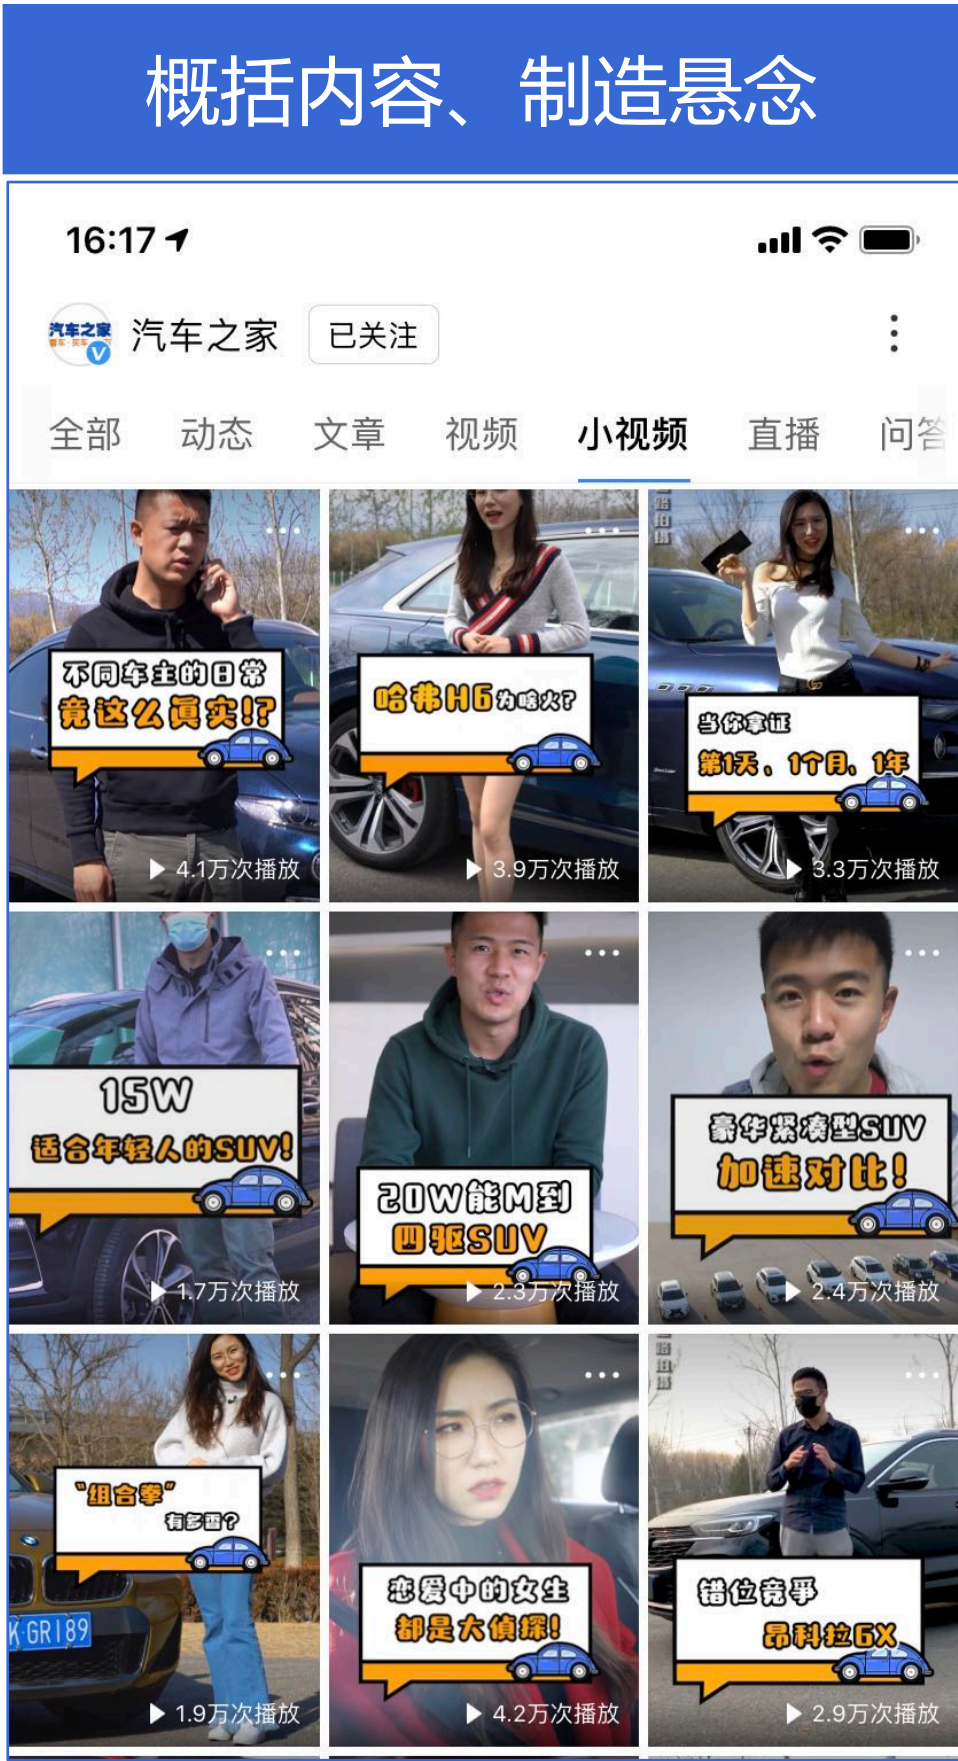 概括内容、制造悬念
16:17
汽车之家
汽车之家
已关注
全部 动态 文章 视频 小视频 直播 问答
不同车主的日常
竟这么真实!?
4.1万次播放
哈弗H6为啥火?
3.9万次播放
当你拿证
第1天、1个月、1年
3.3万次播放
15W
适合年轻人的SUV!
1.7万次播放
20W能M到
四驱SUV
2.3万次播放
豪华紧凑型SUV
加速对比!
2.4万次播放
“组合拳”
有多香?
K·GR189
1.9万次播放
恋爱中的女生
都是大侦探!
4.2万次播放
错位竞争
昂科拉GX
2.9万次播放